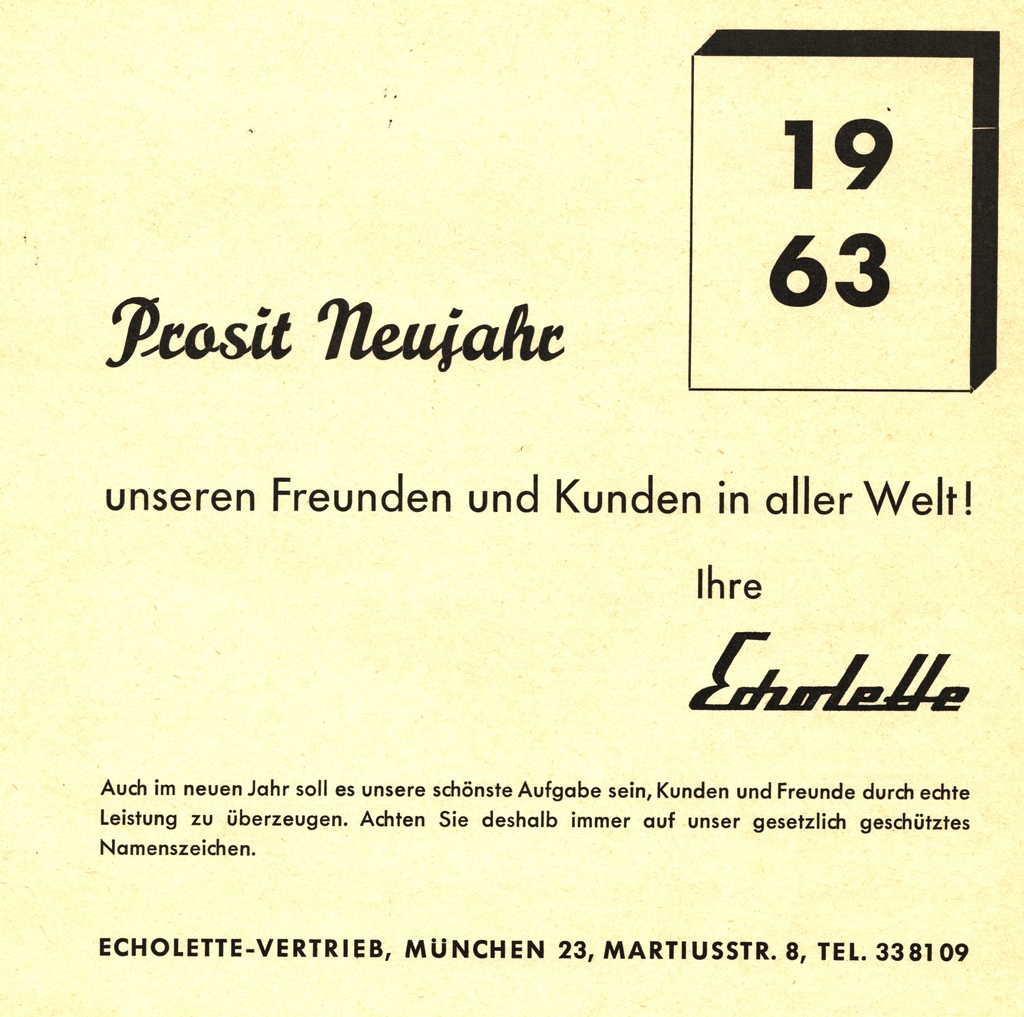 19
63
Prosit Neujahr
unseren Freunden und Kunden in aller Welt!
Ihre
Echolette
Auch im neuen Jahr soll es unsere schönste Aufgabe sein, Kunden und Freunde durch echte
Leistung zu überzeugen. Achten Sie deshalb immer auf unser gesetzlich geschütztes
Namenszeichen.
ECHOLETTE-VERTRIEB, MÜNCHEN 23, MARTIUSSTR. 8, TEL. 338109